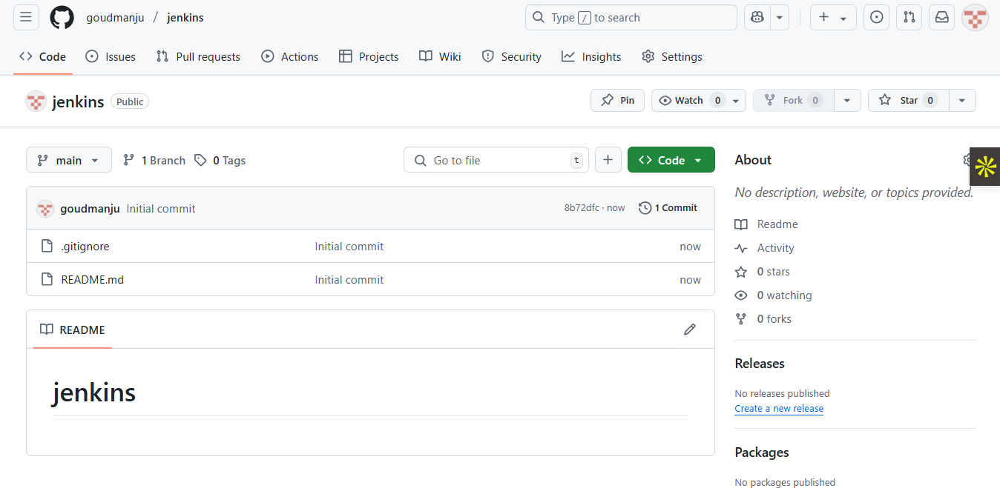 goudmanju / jenkins
Type / to search
Code Issues Pull requests Actions Projects Wiki Security Insights Settings
jenkins Public
Pin Watch 0 Fork 0 Star 0
main 1 Branch 0 Tags
Go to file t
Code
goudmanju Initial commit 8b72dfc · now 1 Commit
.gitignore Initial commit now
README.md Initial commit now
README
jenkins
About
No description, website, or topics provided.
Readme
Activity
0 stars
0 watching
0 forks
Releases
No releases published
Create a new release
Packages
No packages published